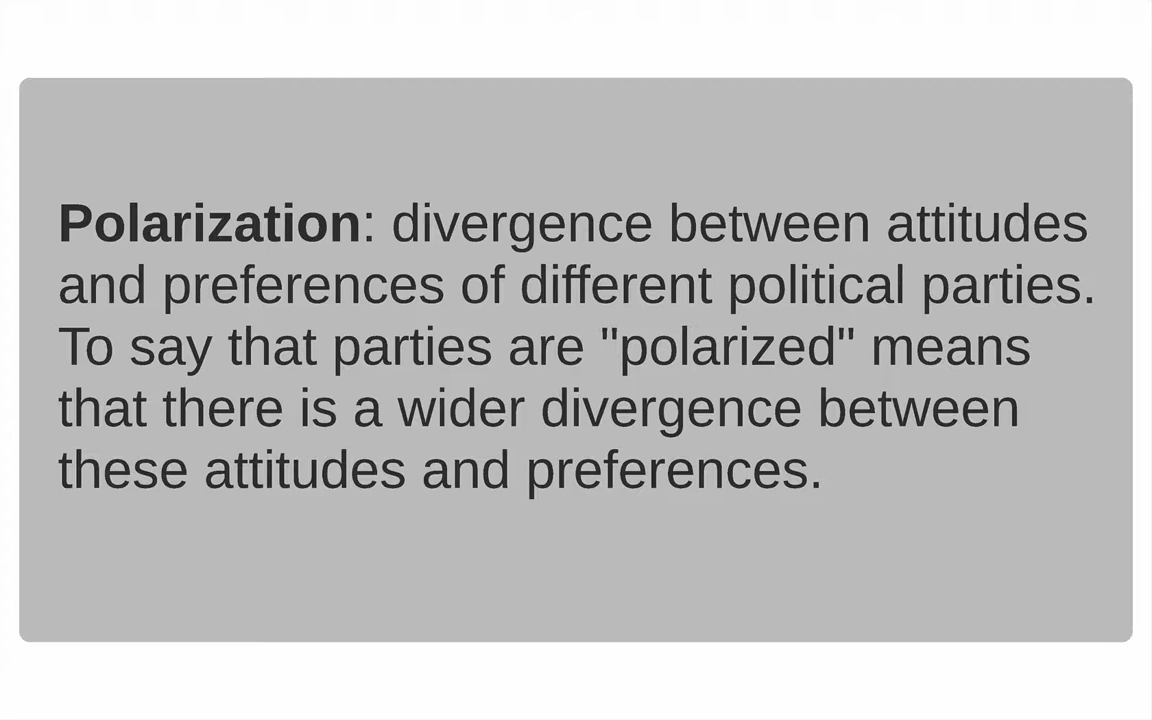 Polarization: divergence between attitudes
and preferences of different political parties.
To say that parties are "polarized" means
that there is a wider divergence between
these attitudes and preferences.